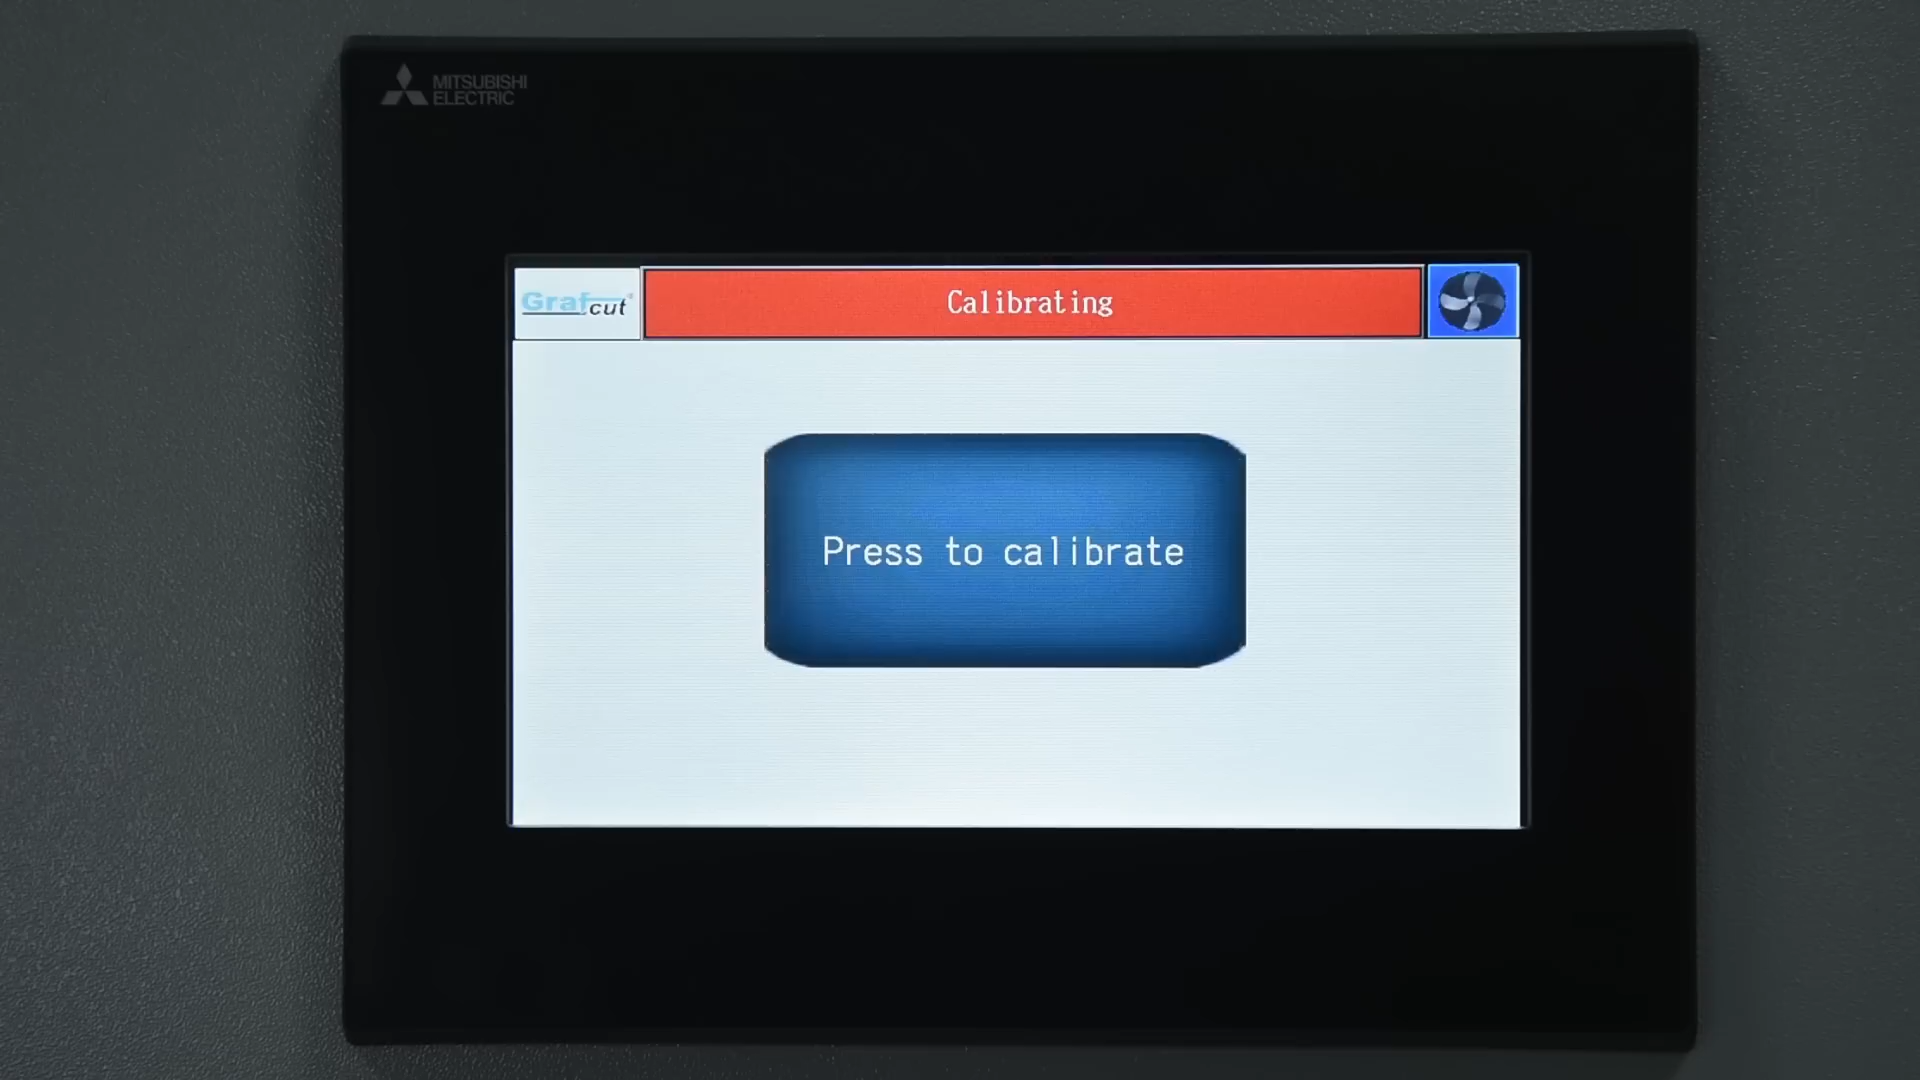 MITSUBISHI
ELECTRIC
Grafcut®
Calibrating
Press to calibrate